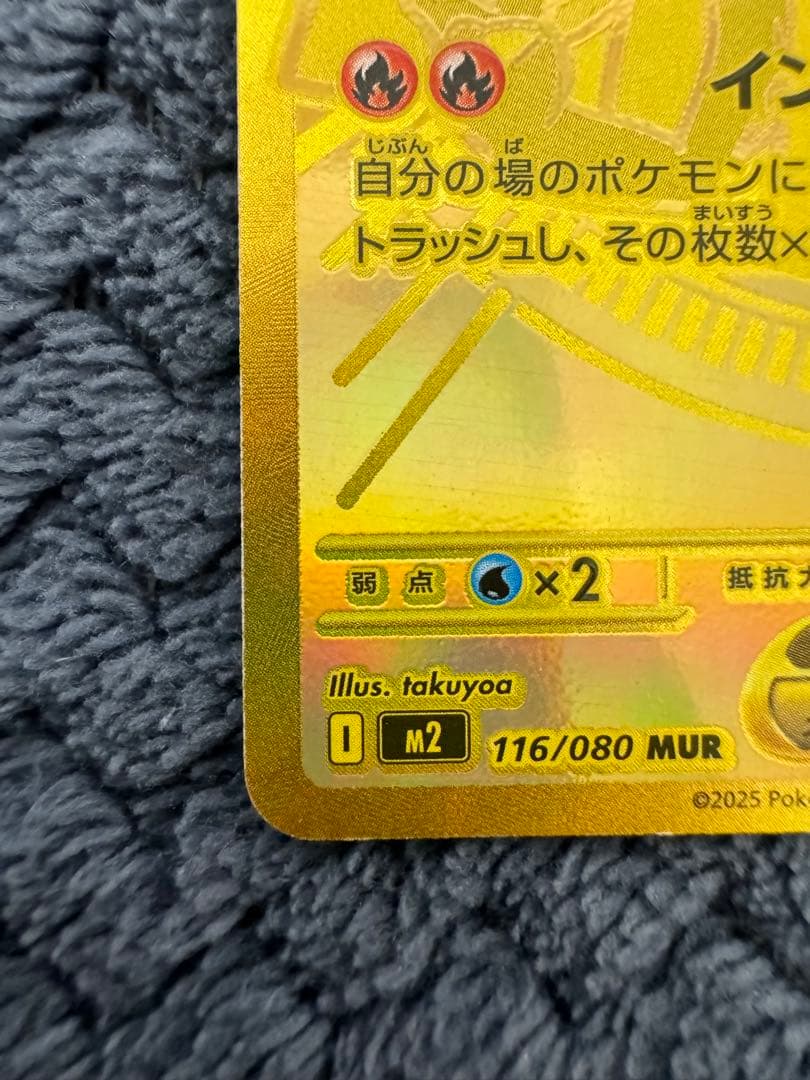 イン
じぶん ば
自分の場のポケモンに
まいすう
トラッシュし、その枚数×
弱点 ×2 抵抗
Illus. takuyoa
I M2 116/080 MUR
©2025 Pok